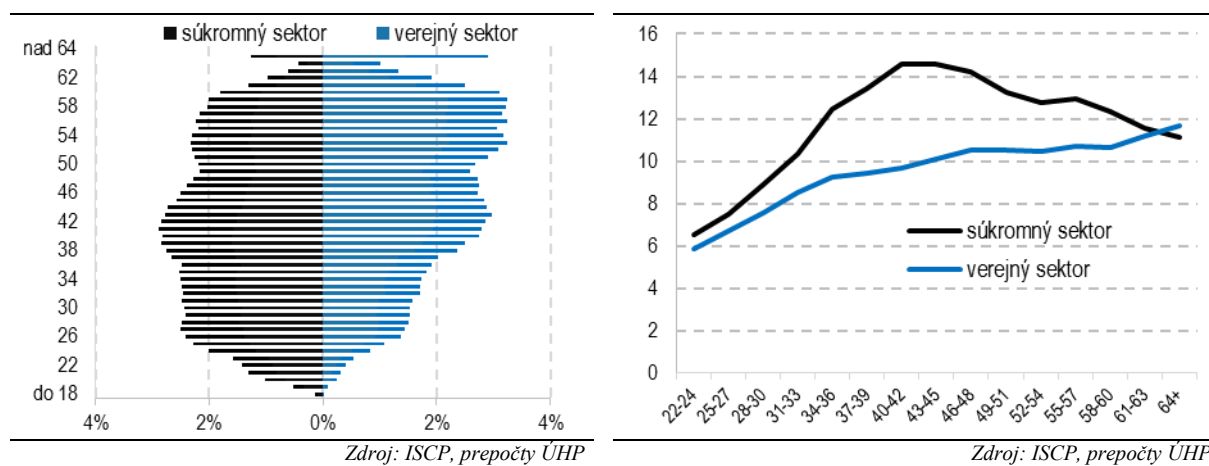 súkromný sektor verejný sektor
nad 64
62
58
54
50
46
42
38
34
30
26
22
do 18
4% 2% 0% 2% 4%
Zdroj: ISCP, prepočty ÚHP
16
14
12
10
8
6
4
2
0
súkromný sektor
verejný sektor
22-24 25-27 28-30 31-33 34-36 37-39 40-42 43-45 46-48 49-51 52-54 55-57 58-60 61-63 64+
Zdroj: ISCP, prepočty ÚHP